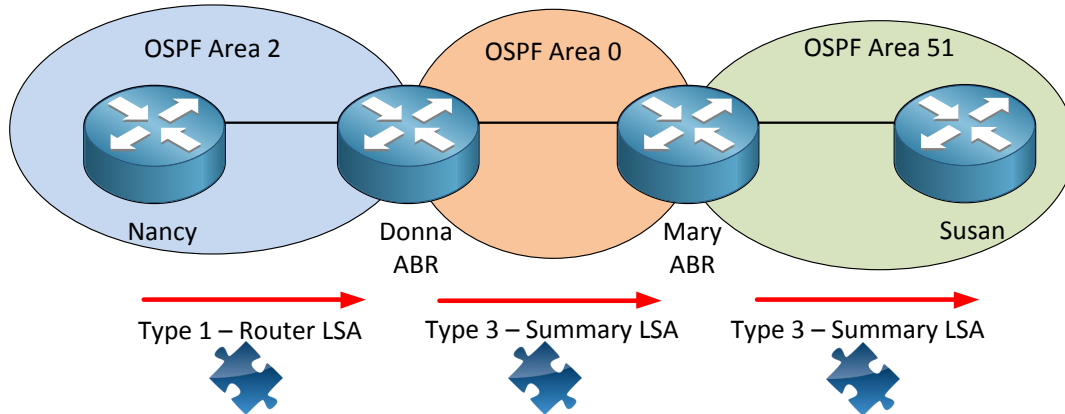 OSPF Area 2
OSPF Area 0
OSPF Area 51
Nancy
Donna
ABR
Mary
ABR
Susan
Type 1 – Router LSA
Type 3 – Summary LSA
Type 3 – Summary LSA